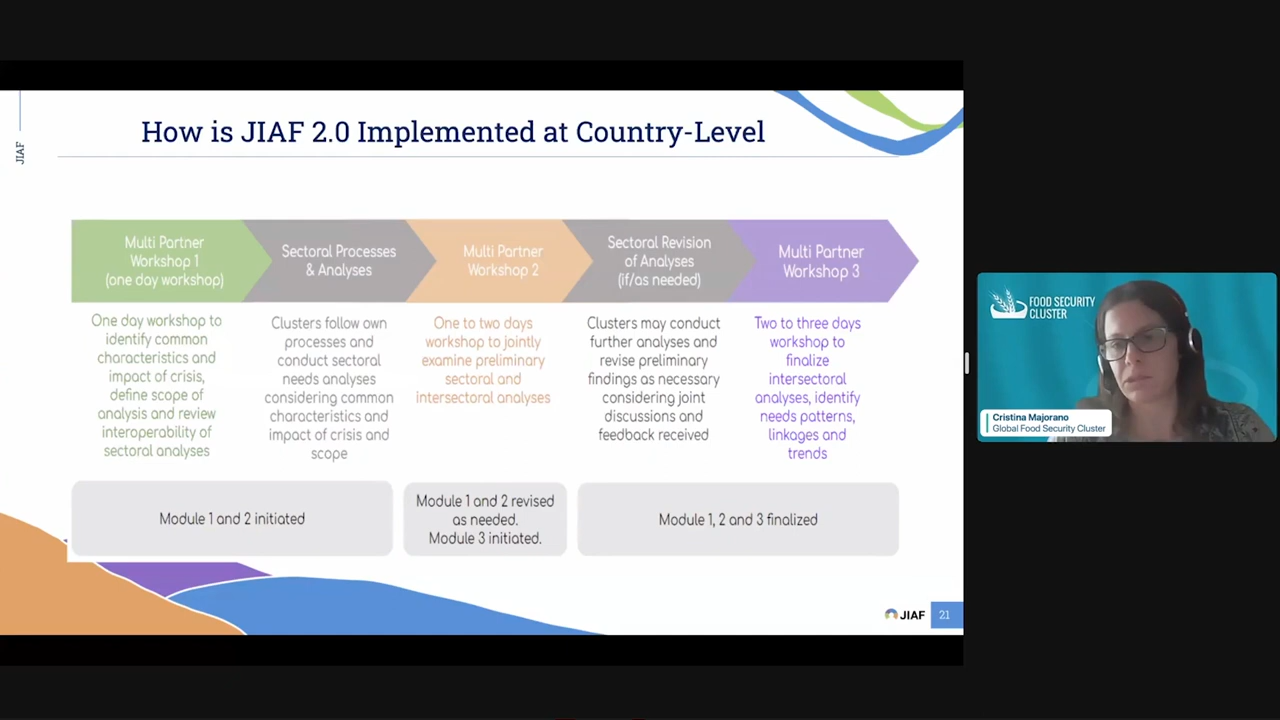 JIAF
How is JIAF 2.0 Implemented at Country-Level
Multi Partner
Workshop 1
(one day workshop)
Sectoral Processes
& Analyses
Multi Partner
Workshop 2
Sectoral Revision
of Analyses
(if/as needed)
Multi Partner
Workshop 3
One day workshop to
identify common
characteristics and
impact of crisis,
define scope of
analysis and review
interoperability of
sectoral analyses
Clusters follow own
processes and
conduct sectoral
needs analyses
considering common
characteristics and
impact of crisis and
scope
One to two days
workshop to jointly
examine preliminary
sectoral and
intersectoral analyses
Clusters may conduct
further analyses and
revise preliminary
findings as necessary
considering joint
discussions and
feedback received
Two to three days
workshop to
finalize
intersectoral
analyses, identify
needs patterns,
linkages and
trends
Module 1 and 2 initiated
Module 1 and 2 revised
as needed.
Module 3 initiated.
Module 1, 2 and 3 finalized
JIAF
21
FOOD SECURITY
CLUSTER
Cristina Majorano
Global Food Security Cluster